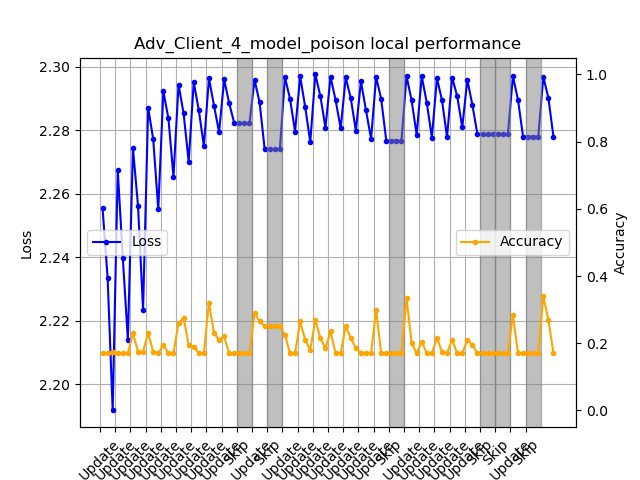 Adv_Client_4_model_poison local performance
2.30
2.28
2.26
2.24
2.22
2.20
Loss
Loss
Accuracy
1.0
0.8
0.6
0.4
0.2
0.0
Accuracy
Update
Update
Update
Update
Update
Update
Update
Update
Update
Skip
Update
Skip
Update
Update
Update
Update
Update
Update
Update
Skip
Update
Update
Update
Update
Update
Skip
Skip
Update
Skip